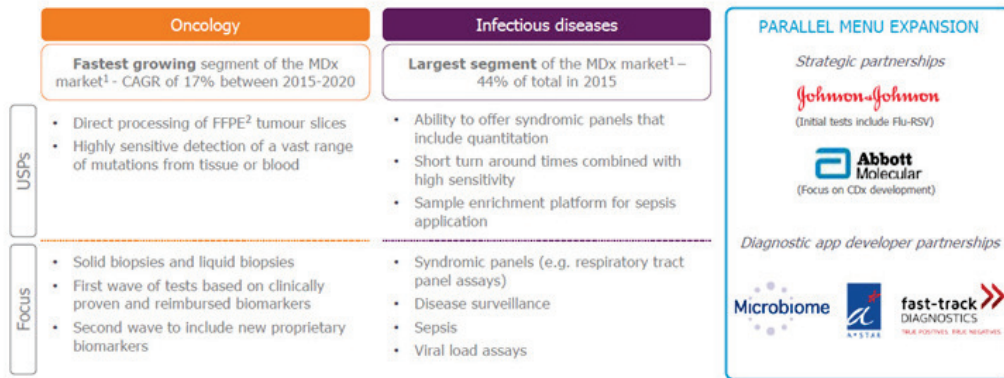 Oncology
Fastest growing segment of the MDx
market¹ - CAGR of 17% between 2015-2020
Infectious diseases
Largest segment of the MDx market¹ –
44% of total in 2015
USPs
• Direct processing of FFPE² tumour slices
• Highly sensitive detection of a vast range
of mutations from tissue or blood
• Ability to offer syndromic panels that
include quantitation
• Short turn around times combined with
high sensitivity
• Sample enrichment platform for sepsis
application
Focus
• Solid biopsies and liquid biopsies
• First wave of tests based on clinically
proven and reimbursed biomarkers
• Second wave to include new proprietary
biomarkers
• Syndromic panels (e.g. respiratory tract
panel assays)
• Disease surveillance
• Sepsis
• Viral load assays
PARALLEL MENU EXPANSION
Strategic partnerships
Johnson&Johnson
(Initial tests include Flu-RSV)
Abbott
Molecular
(Focus on CDx development)
Diagnostic app developer partnerships
Microbiome
A*STAR
fast-track
DIAGNOSTICS
TRUE POSITIVES. TRUE NEGATIVES.